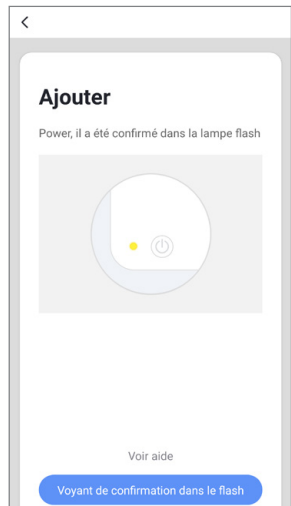 Ajouter
Power, il a été confirmé dans la lampe flash
Voir aide
Voyant de confirmation dans le flash